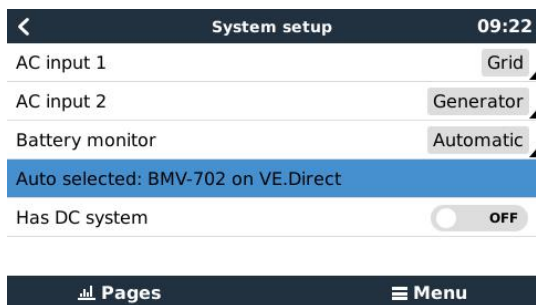 System setup 09:22
AC input 1 Grid
AC input 2 Generator
Battery monitor Automatic
Auto selected: BMV-702 on VE.Direct
Has DC system OFF
Pages Menu